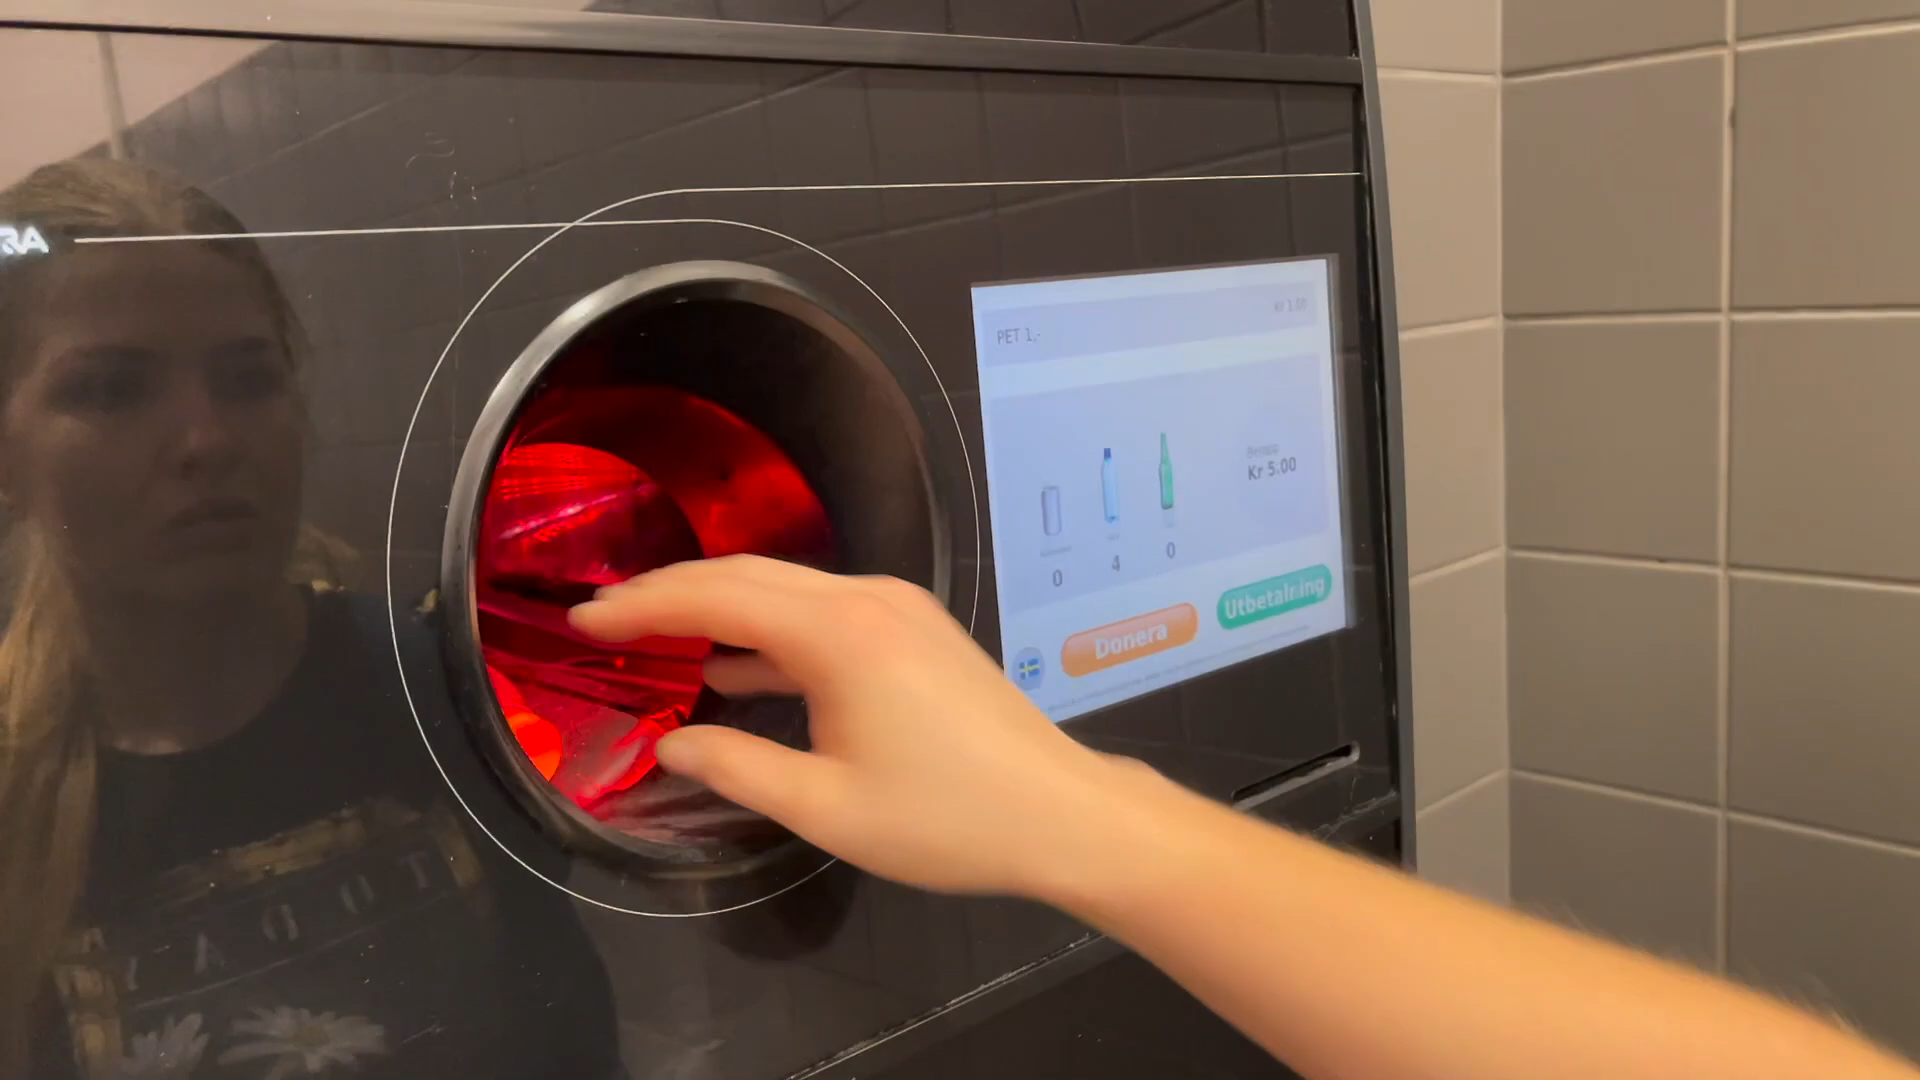 RA
PET 1,-
Kr 1.00
Kr 5.00
0
4
0
Donera
Utbetalning